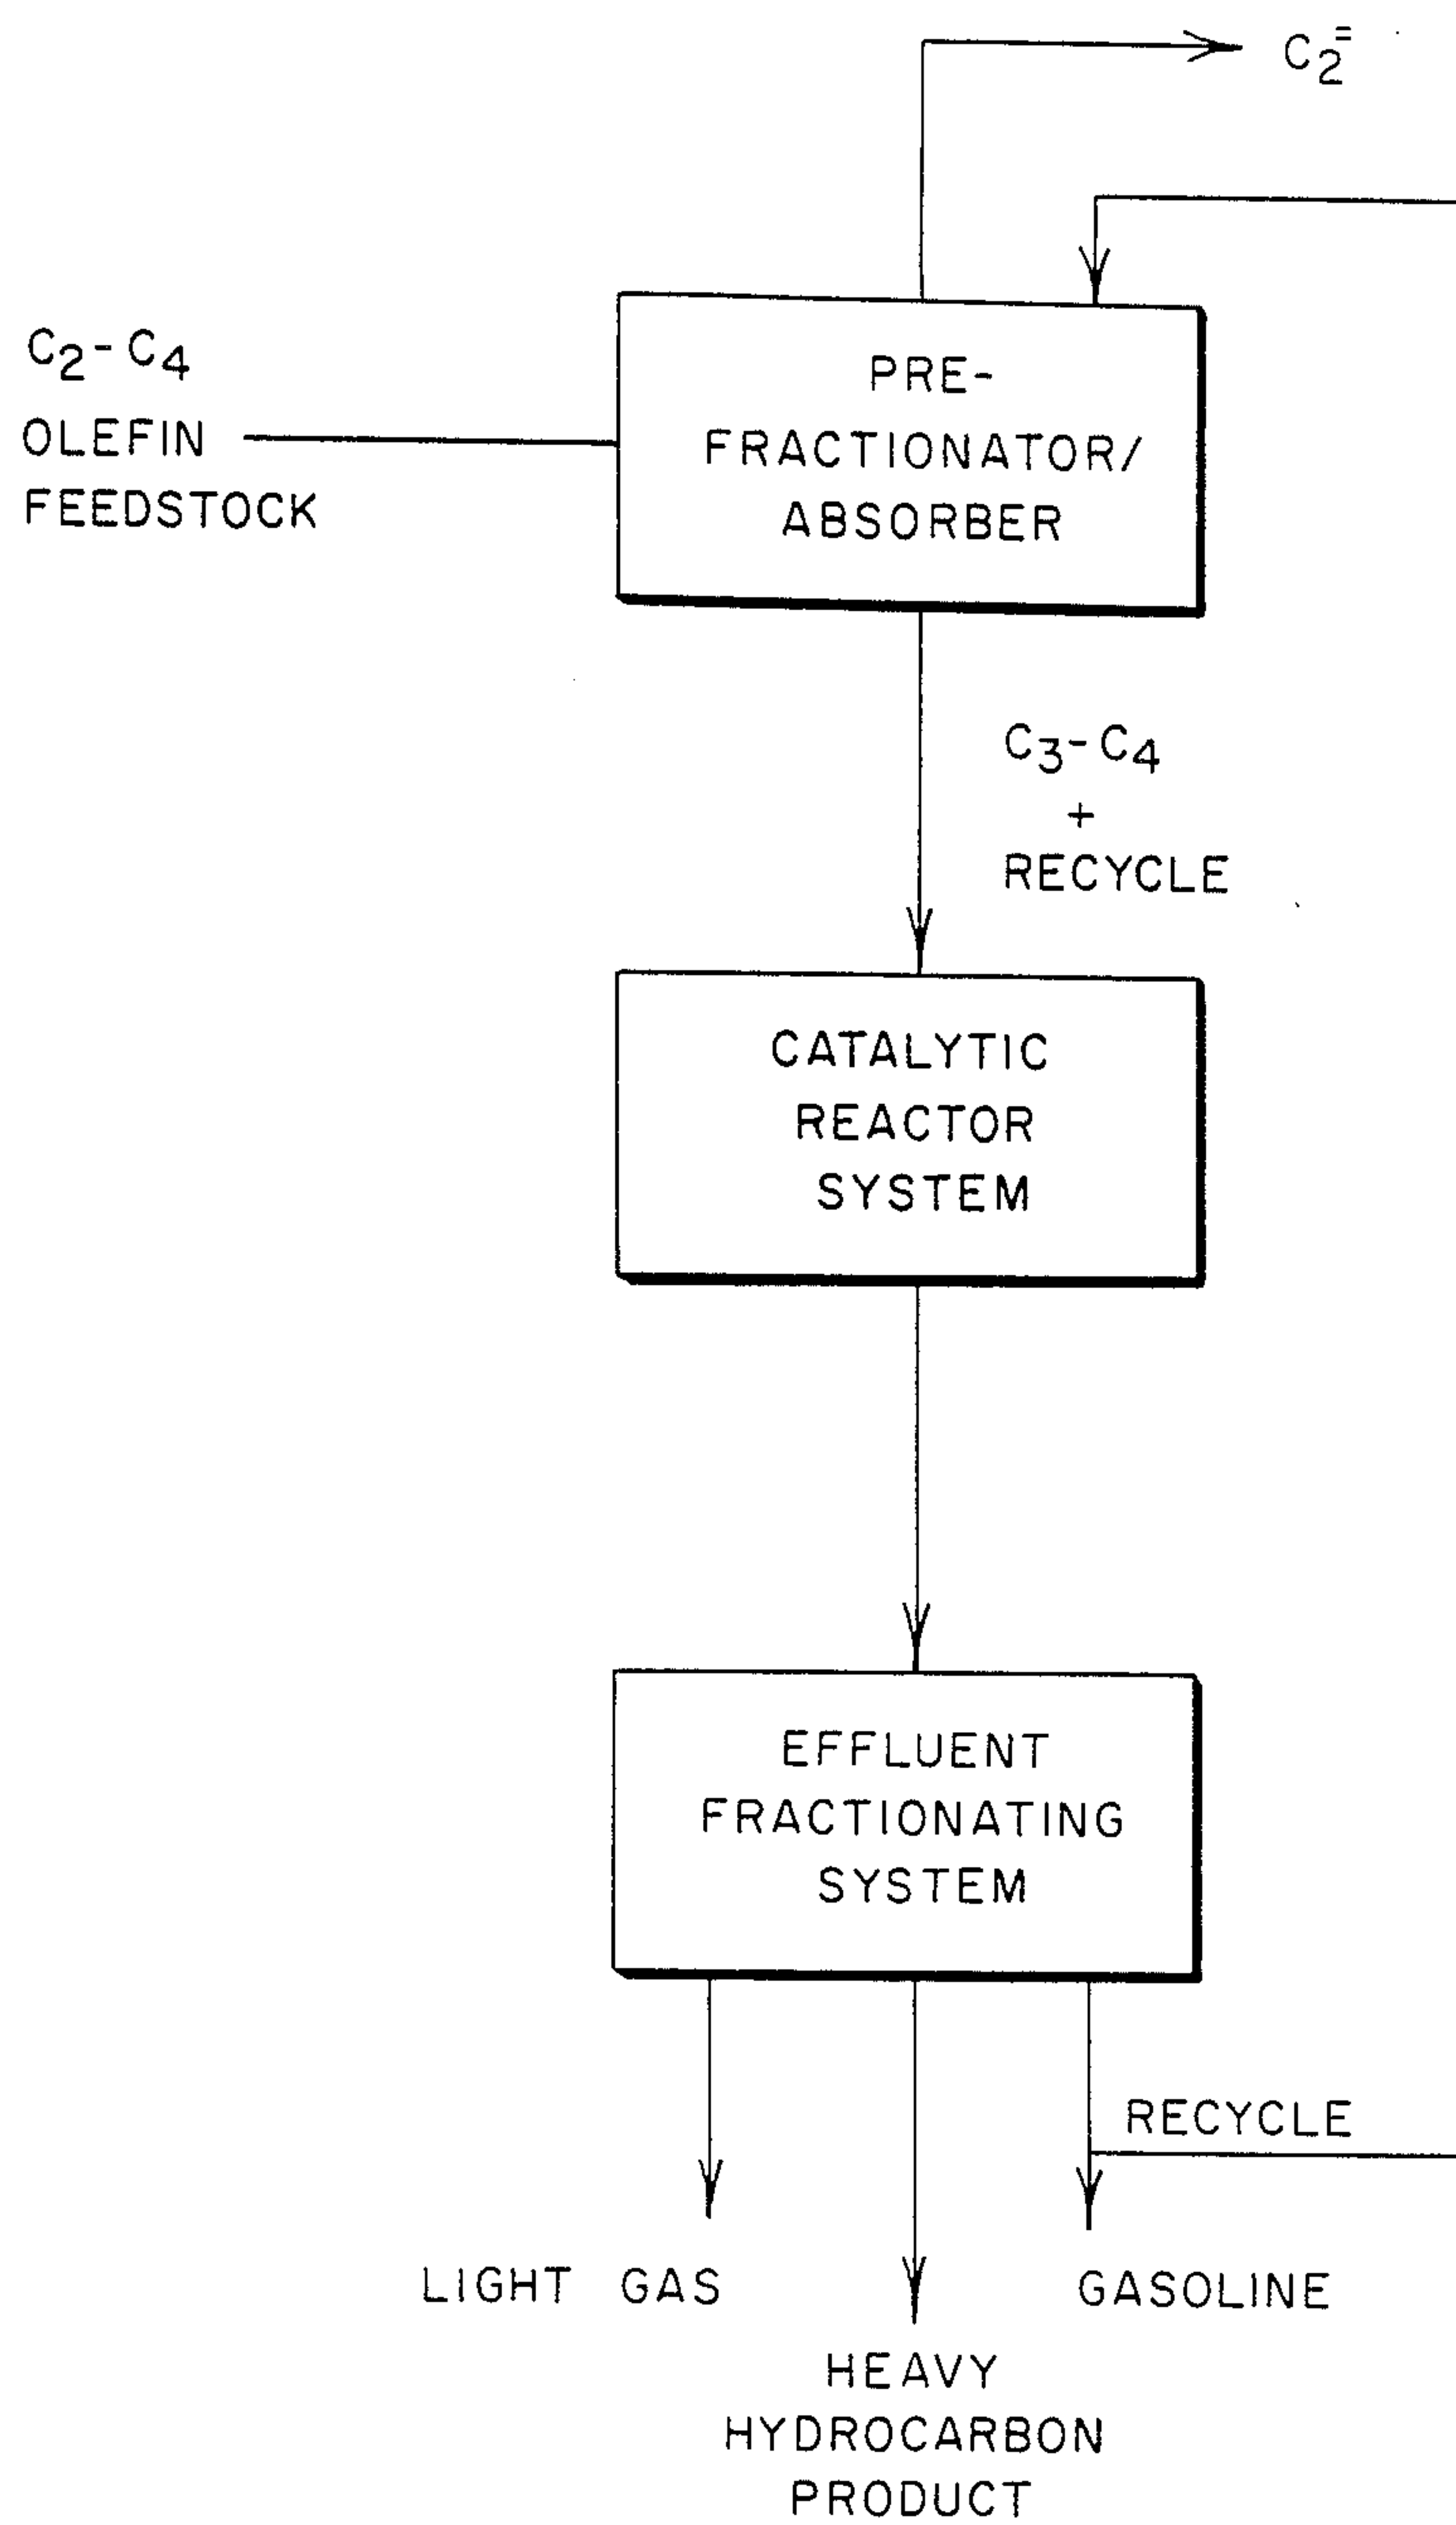 C₂⁼
C₂-C₄
OLEFIN
FEEDSTOCK
PRE-
FRACTIONATOR/
ABSORBER
C₃-C₄
+
RECYCLE
CATALYTIC
REACTOR
SYSTEM
EFFLUENT
FRACTIONATING
SYSTEM
RECYCLE
LIGHT GAS
GASOLINE
HEAVY
HYDROCARBON
PRODUCT